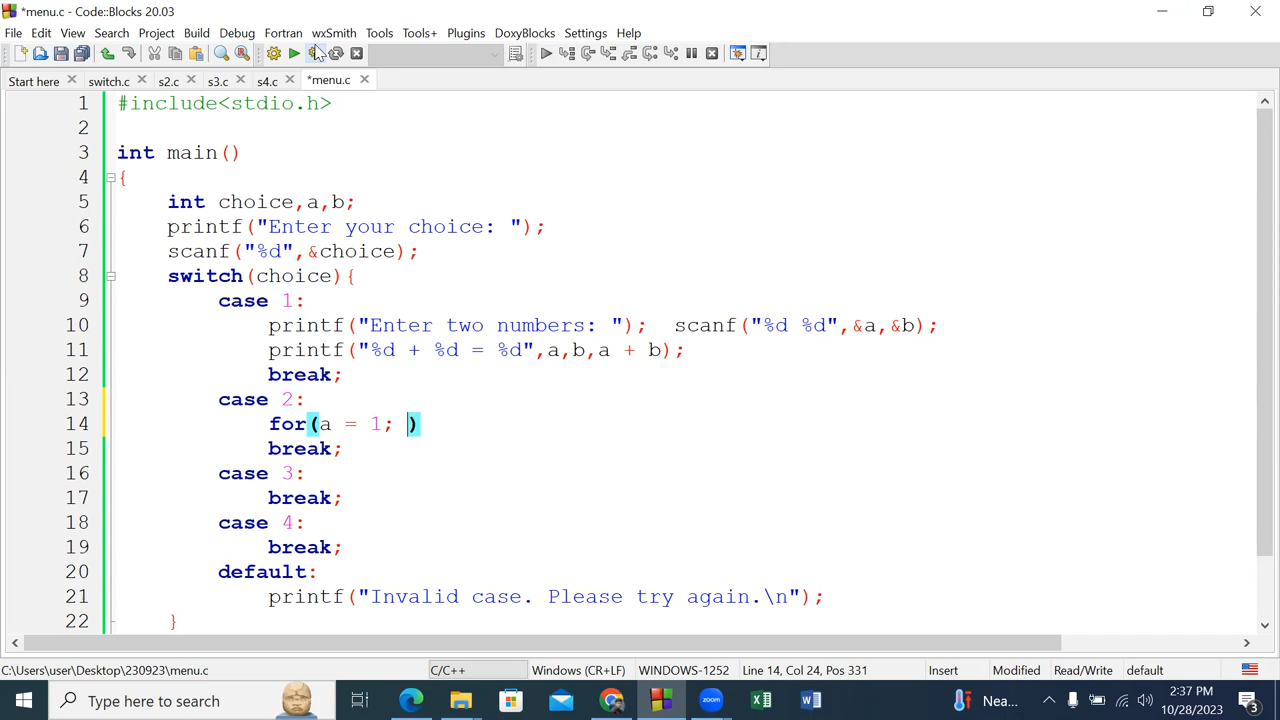 *menu.c - Code::Blocks 20.03
File Edit View Search Project Build Debug Fortran wxSmith Tools Tools+ Plugins DoxyBlocks Settings Help
Start here switch.c s2.c s3.c s4.c *menu.c
1 #include<stdio.h>
2
3 int main()
4 {
5 int choice,a,b;
6 printf("Enter your choice: ");
7 scanf("%d",&choice);
8 switch(choice){
9 case 1:
10 printf("Enter two numbers: "); scanf("%d %d",&a,&b);
11 printf("%d + %d = %d",a,b,a + b);
12 break;
13 case 2:
14 for(a = 1; )
15 break;
16 case 3:
17 break;
18 case 4:
19 break;
20 default:
21 printf("Invalid case. Please try again.\n");
22 }
C:\Users\user\Desktop\230923\menu.c C/C++ Windows (CR+LF) WINDOWS-1252 Line 14, Col 24, Pos 331 Insert Modified Read/Write default
Type here to search Nea... 2:37 PM
10/28/2023 3